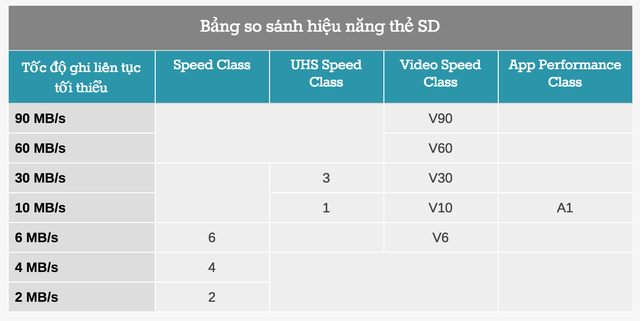 Bảng so sánh hiệu năng thẻ SD
Tốc độ ghi liên tục tối thiểu Speed Class UHS Speed Class Video Speed Class App Performance Class
90 MB/s V90
60 MB/s V60
30 MB/s 3 V30
10 MB/s 1 V10 A1
6 MB/s 6 V6
4 MB/s 4
2 MB/s 2